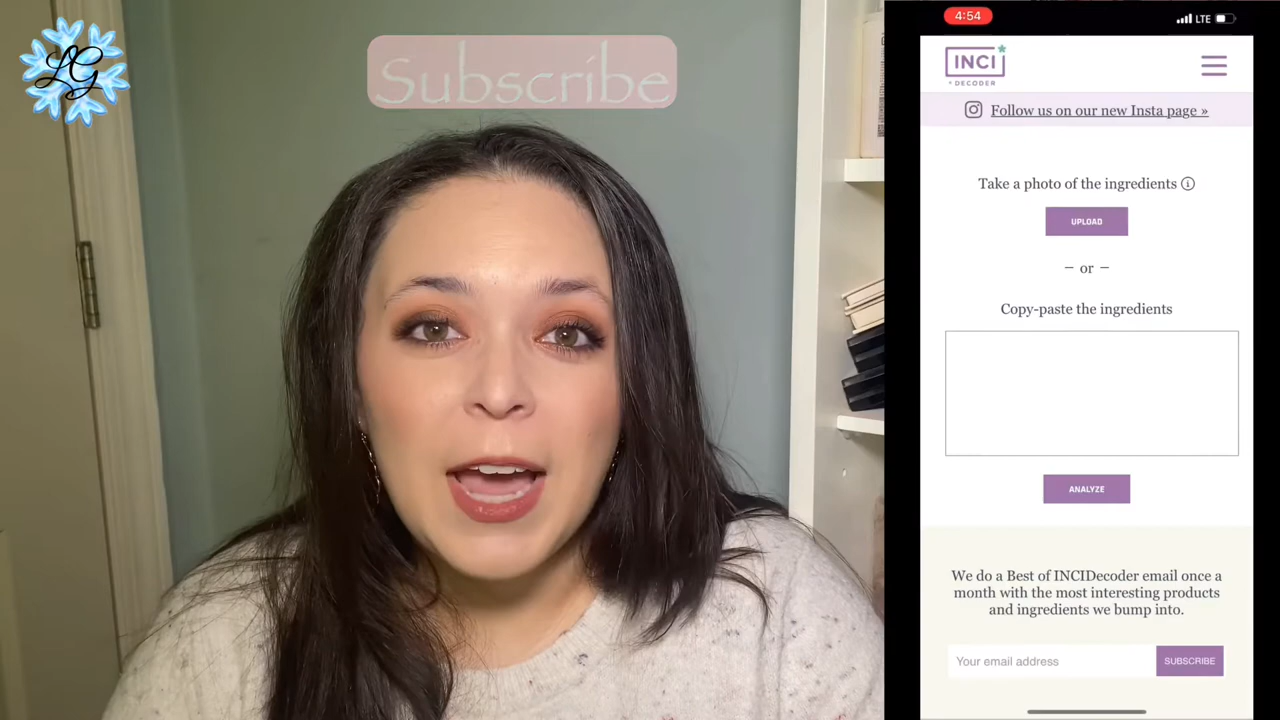 LG
Subscribe
4:54
LTE
INCI
DECODER
Follow us on our new Insta page »
Take a photo of the ingredients
UPLOAD
— or —
Copy-paste the ingredients
ANALYZE
We do a Best of INCIDecoder email once a
month with the most interesting products
and ingredients we bump into.
Your email address
SUBSCRIBE